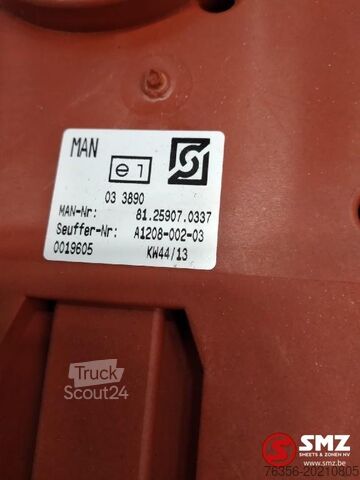 MAN
e1
03 3890
MAN-Nr: 81.25907.0337
Seuffer-Nr: A1208-002-03
0019605 KW44/13
Truck
Scout24
SMZ
SHEETS & ZONEN NV
www.smz.be
76356-20210805